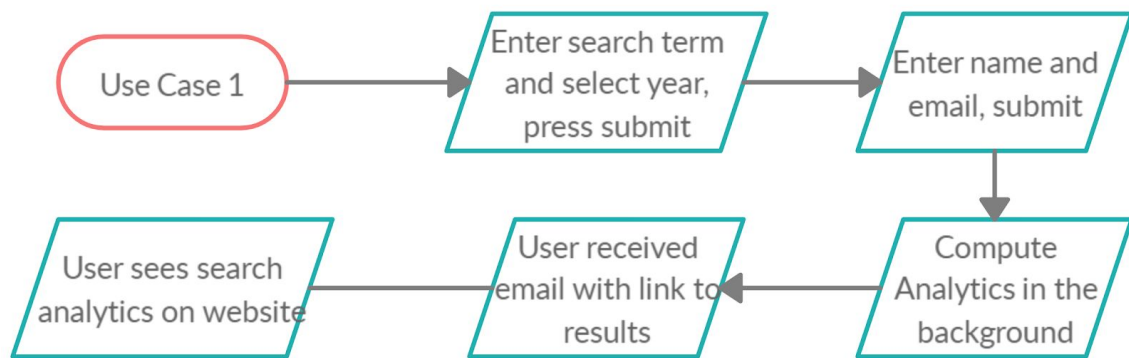 Use Case 1
Enter search term
and select year,
press submit
Enter name and
email, submit
Compute
Analytics in the
background
User received
email with link to
results
User sees search
analytics on website